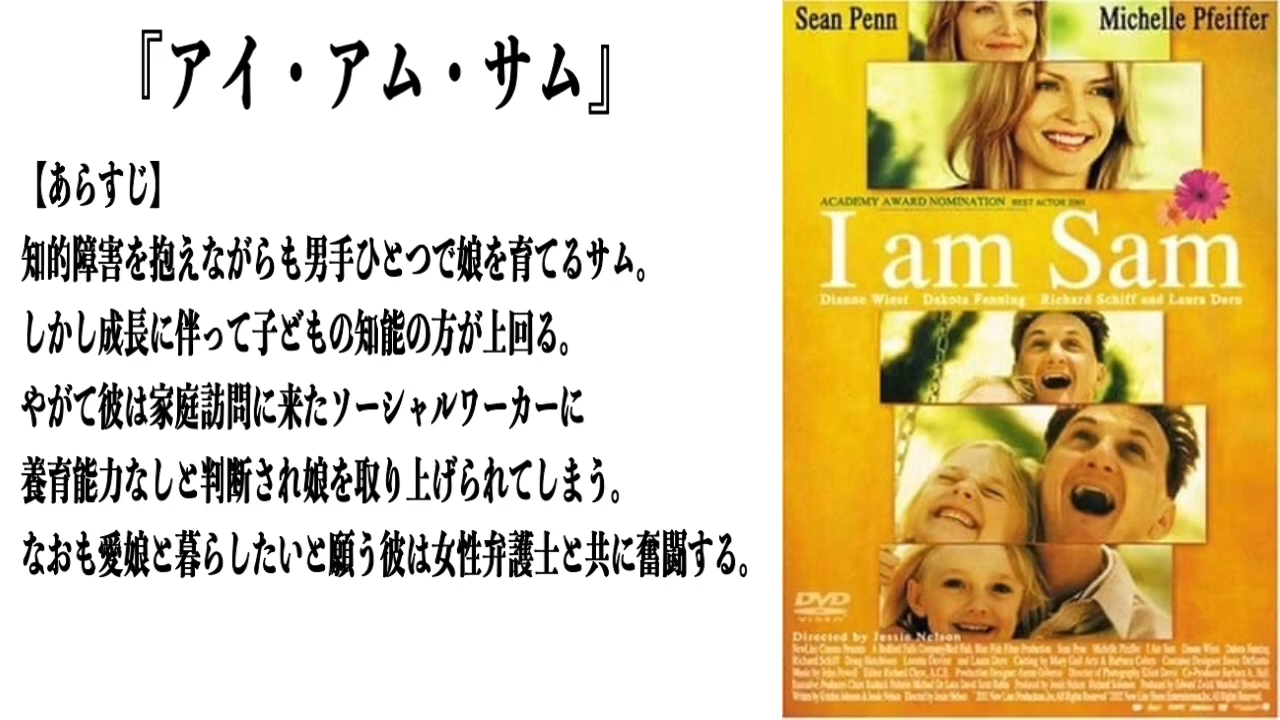 『アイ・アム・サム』
【あらすじ】
知的障害を抱えながらも男手ひとつで娘を育てるサム。
しかし成長に伴って子どもの知能の方が上回る。
やがて彼は家庭訪問に来たソーシャルワーカーに
養育能力なしと判断され娘を取り上げられてしまう。
なおも愛娘と暮らしたいと願う彼は女性弁護士と共に奮闘する。
Sean Penn Michelle Pfeiffer
ACADEMY AWARD NOMINATION BEST ACTOR 2001
I am Sam
Dianne Wiest Dakota Fanning Richard Schiff and Laura Dern
DVD
VIDEO
Directed by Jessie Nelson